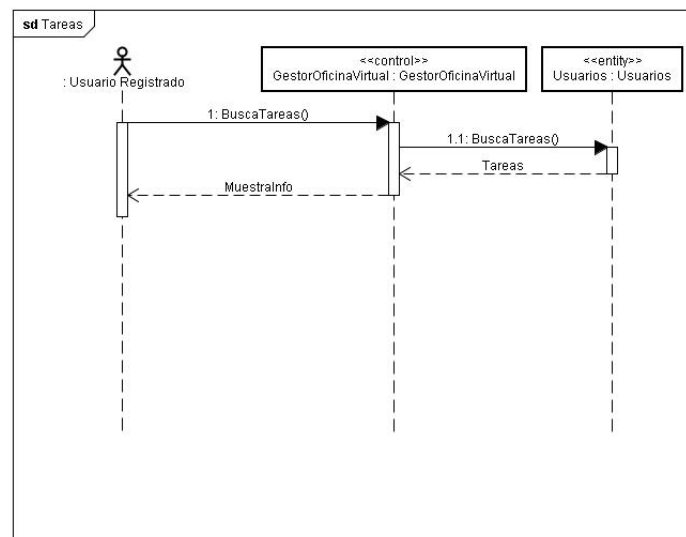 sd Tareas
: Usuario Registrado
<<control>>
GestorOficinaVirtual : GestorOficinaVirtual
<<entity>>
Usuarios : Usuarios
1: BuscaTareas()
1.1: BuscaTareas()
Tareas
MuestraInfo